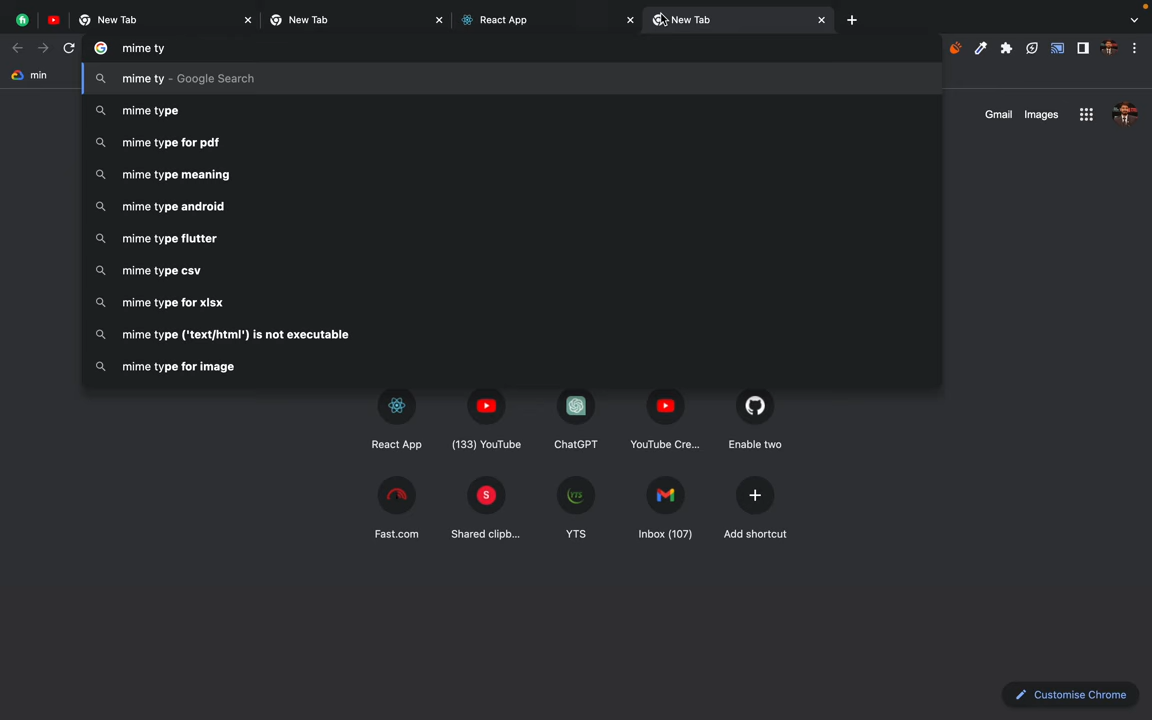 New Tab
New Tab
React App
New Tab
mime ty
min
mime ty - Google Search
mime type
mime type for pdf
mime type meaning
mime type android
mime type flutter
mime type csv
mime type for xlsx
mime type ('text/html') is not executable
mime type for image
Gmail Images
React App
(133) YouTube
ChatGPT
YouTube Cre...
Enable two
Fast.com
Shared clipb...
YTS
Inbox (107)
Add shortcut
Customise Chrome